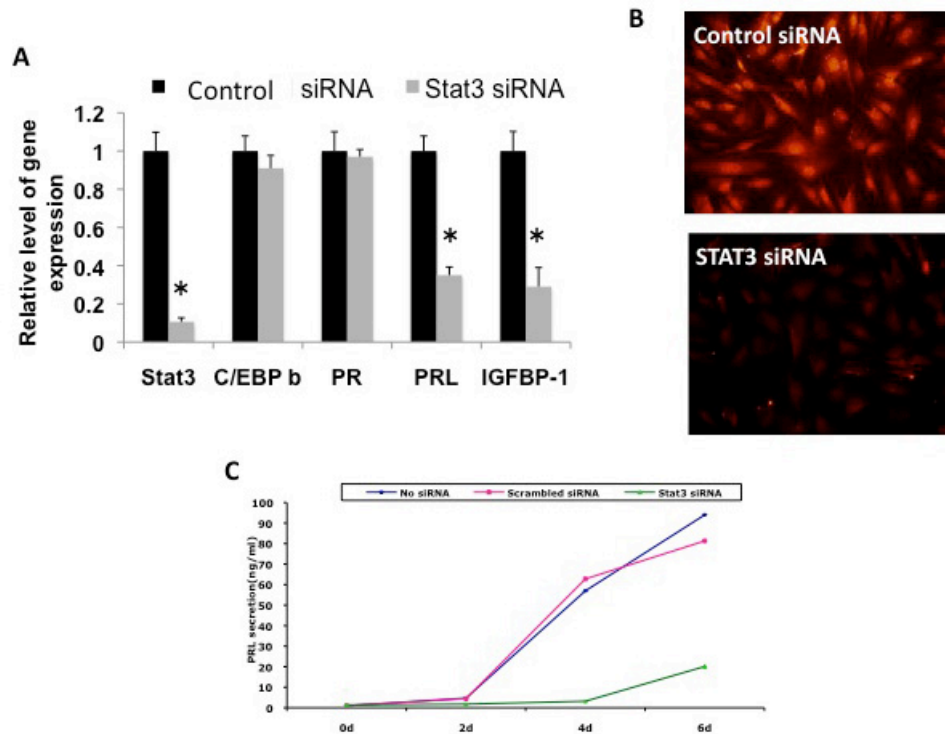 A
Control siRNA Stat3 siRNA
Relative level of gene
expression
1.2
1
0.8
0.6
0.4
0.2
0
*
*
*
Stat3 C/EBP b PR PRL IGFBP-1
B
Control siRNA
STAT3 siRNA
C
No siRNA Scrambled siRNA Stat3 siRNA
PRL secretion(ng/ml)
100
90
80
70
60
50
40
30
20
10
0
0d 2d 4d 6d